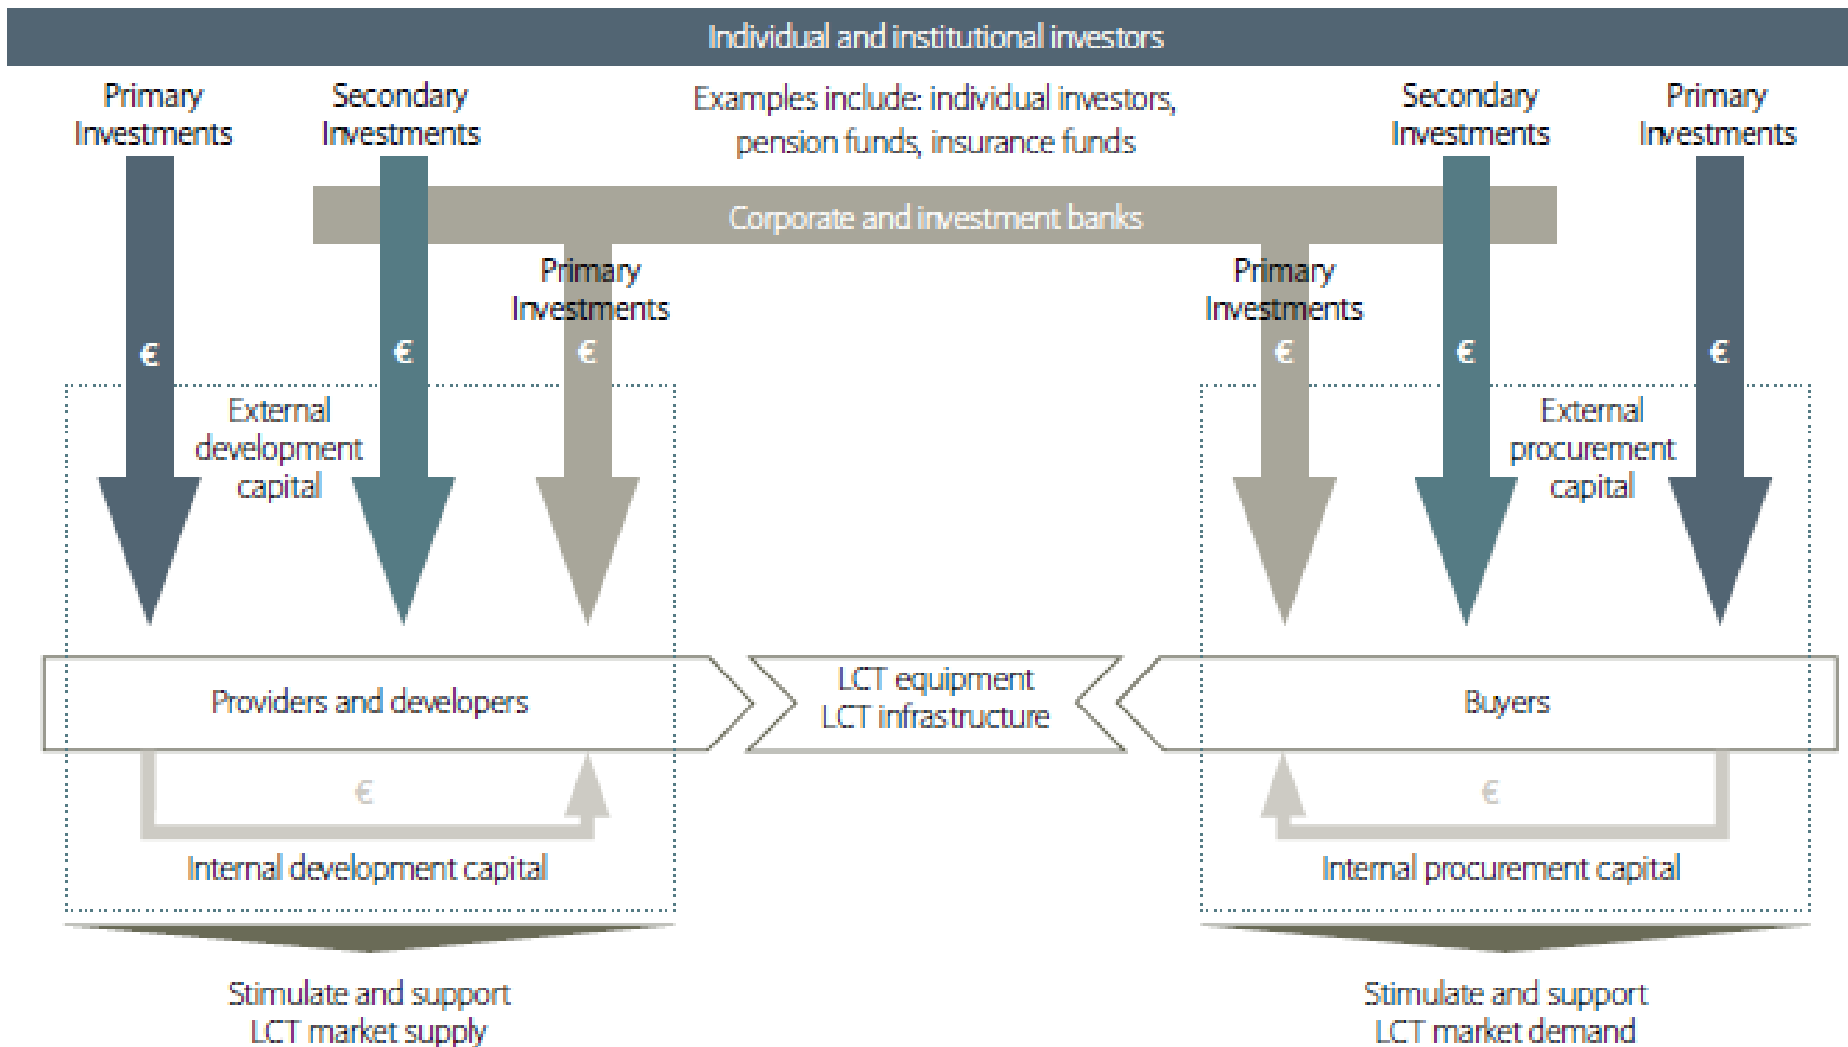 Individual and institutional investors
Primary
Investments
Secondary
Investments
Examples include: individual investors,
pension funds, insurance funds
Secondary
Investments
Primary
Investments
Corporate and investment banks
Primary
Investments
Primary
Investments
€
€
€
€
€
€
External
development
capital
External
procurement
capital
Providers and developers
LCT equipment
LCT infrastructure
Buyers
€
€
Internal development capital
Internal procurement capital
Stimulate and support
LCT market supply
Stimulate and support
LCT market demand